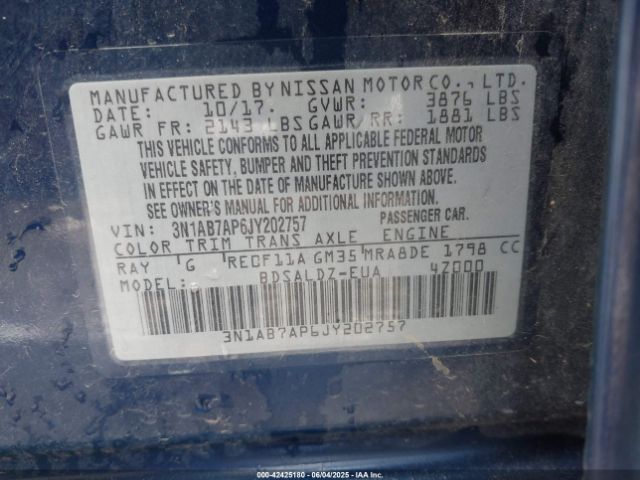 MANUFACTURED BY NISSAN MOTOR CO., LTD.
DATE: 10/17. GVWR: 3876 LBS
GAWR FR: 2143 LBS GAWR/RR: 1881 LBS
THIS VEHICLE CONFORMS TO ALL APPLICABLE FEDERAL MOTOR
VEHICLE SAFETY, BUMPER AND THEFT PREVENTION STANDARDS
IN EFFECT ON THE DATE OF MANUFACTURE SHOWN ABOVE.
SEE OWNER'S MANUAL FOR ADDITIONAL INFORMATION.
VIN: 3N1AB7AP6JY202757 PASSENGER CAR.
COLOR TRIM TRANS AXLE ENGINE
RAY G RE0F11A GM35 MRA8DE 1798 CC
MODEL: BDSALDZ-EUA 4Z000
3N1AB7AP6JY202757
000-42425180 - 06/04/2025 - IAAI.com